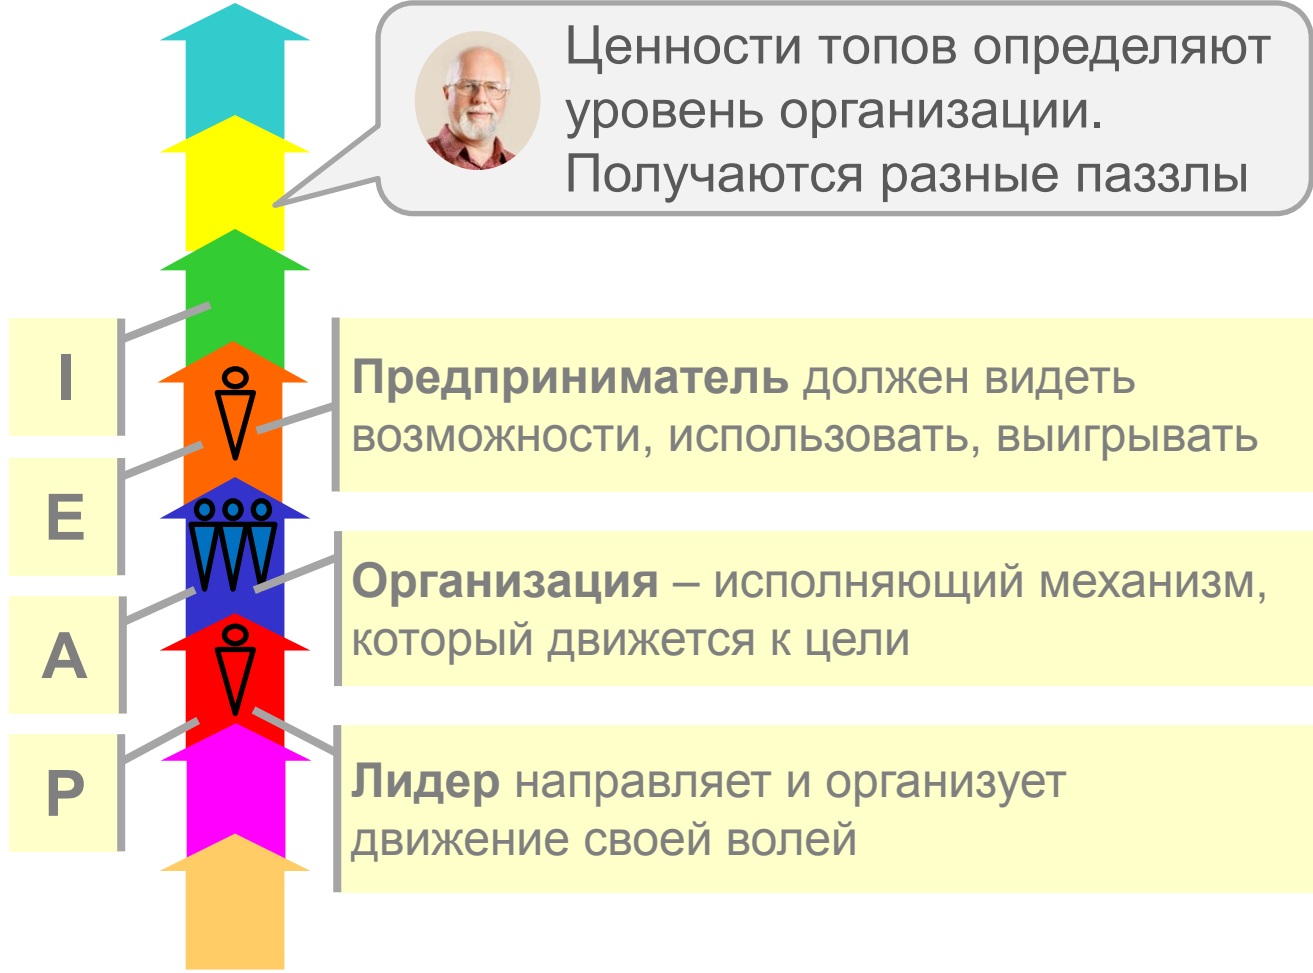 Ценности топов определяют
уровень организации.
Получаются разные паззлы
I
Предприниматель должен видеть
возможности, использовать, выигрывать
E
Организация – исполняющий механизм,
который движется к цели
A
Лидер направляет и организует
движение своей волей
P